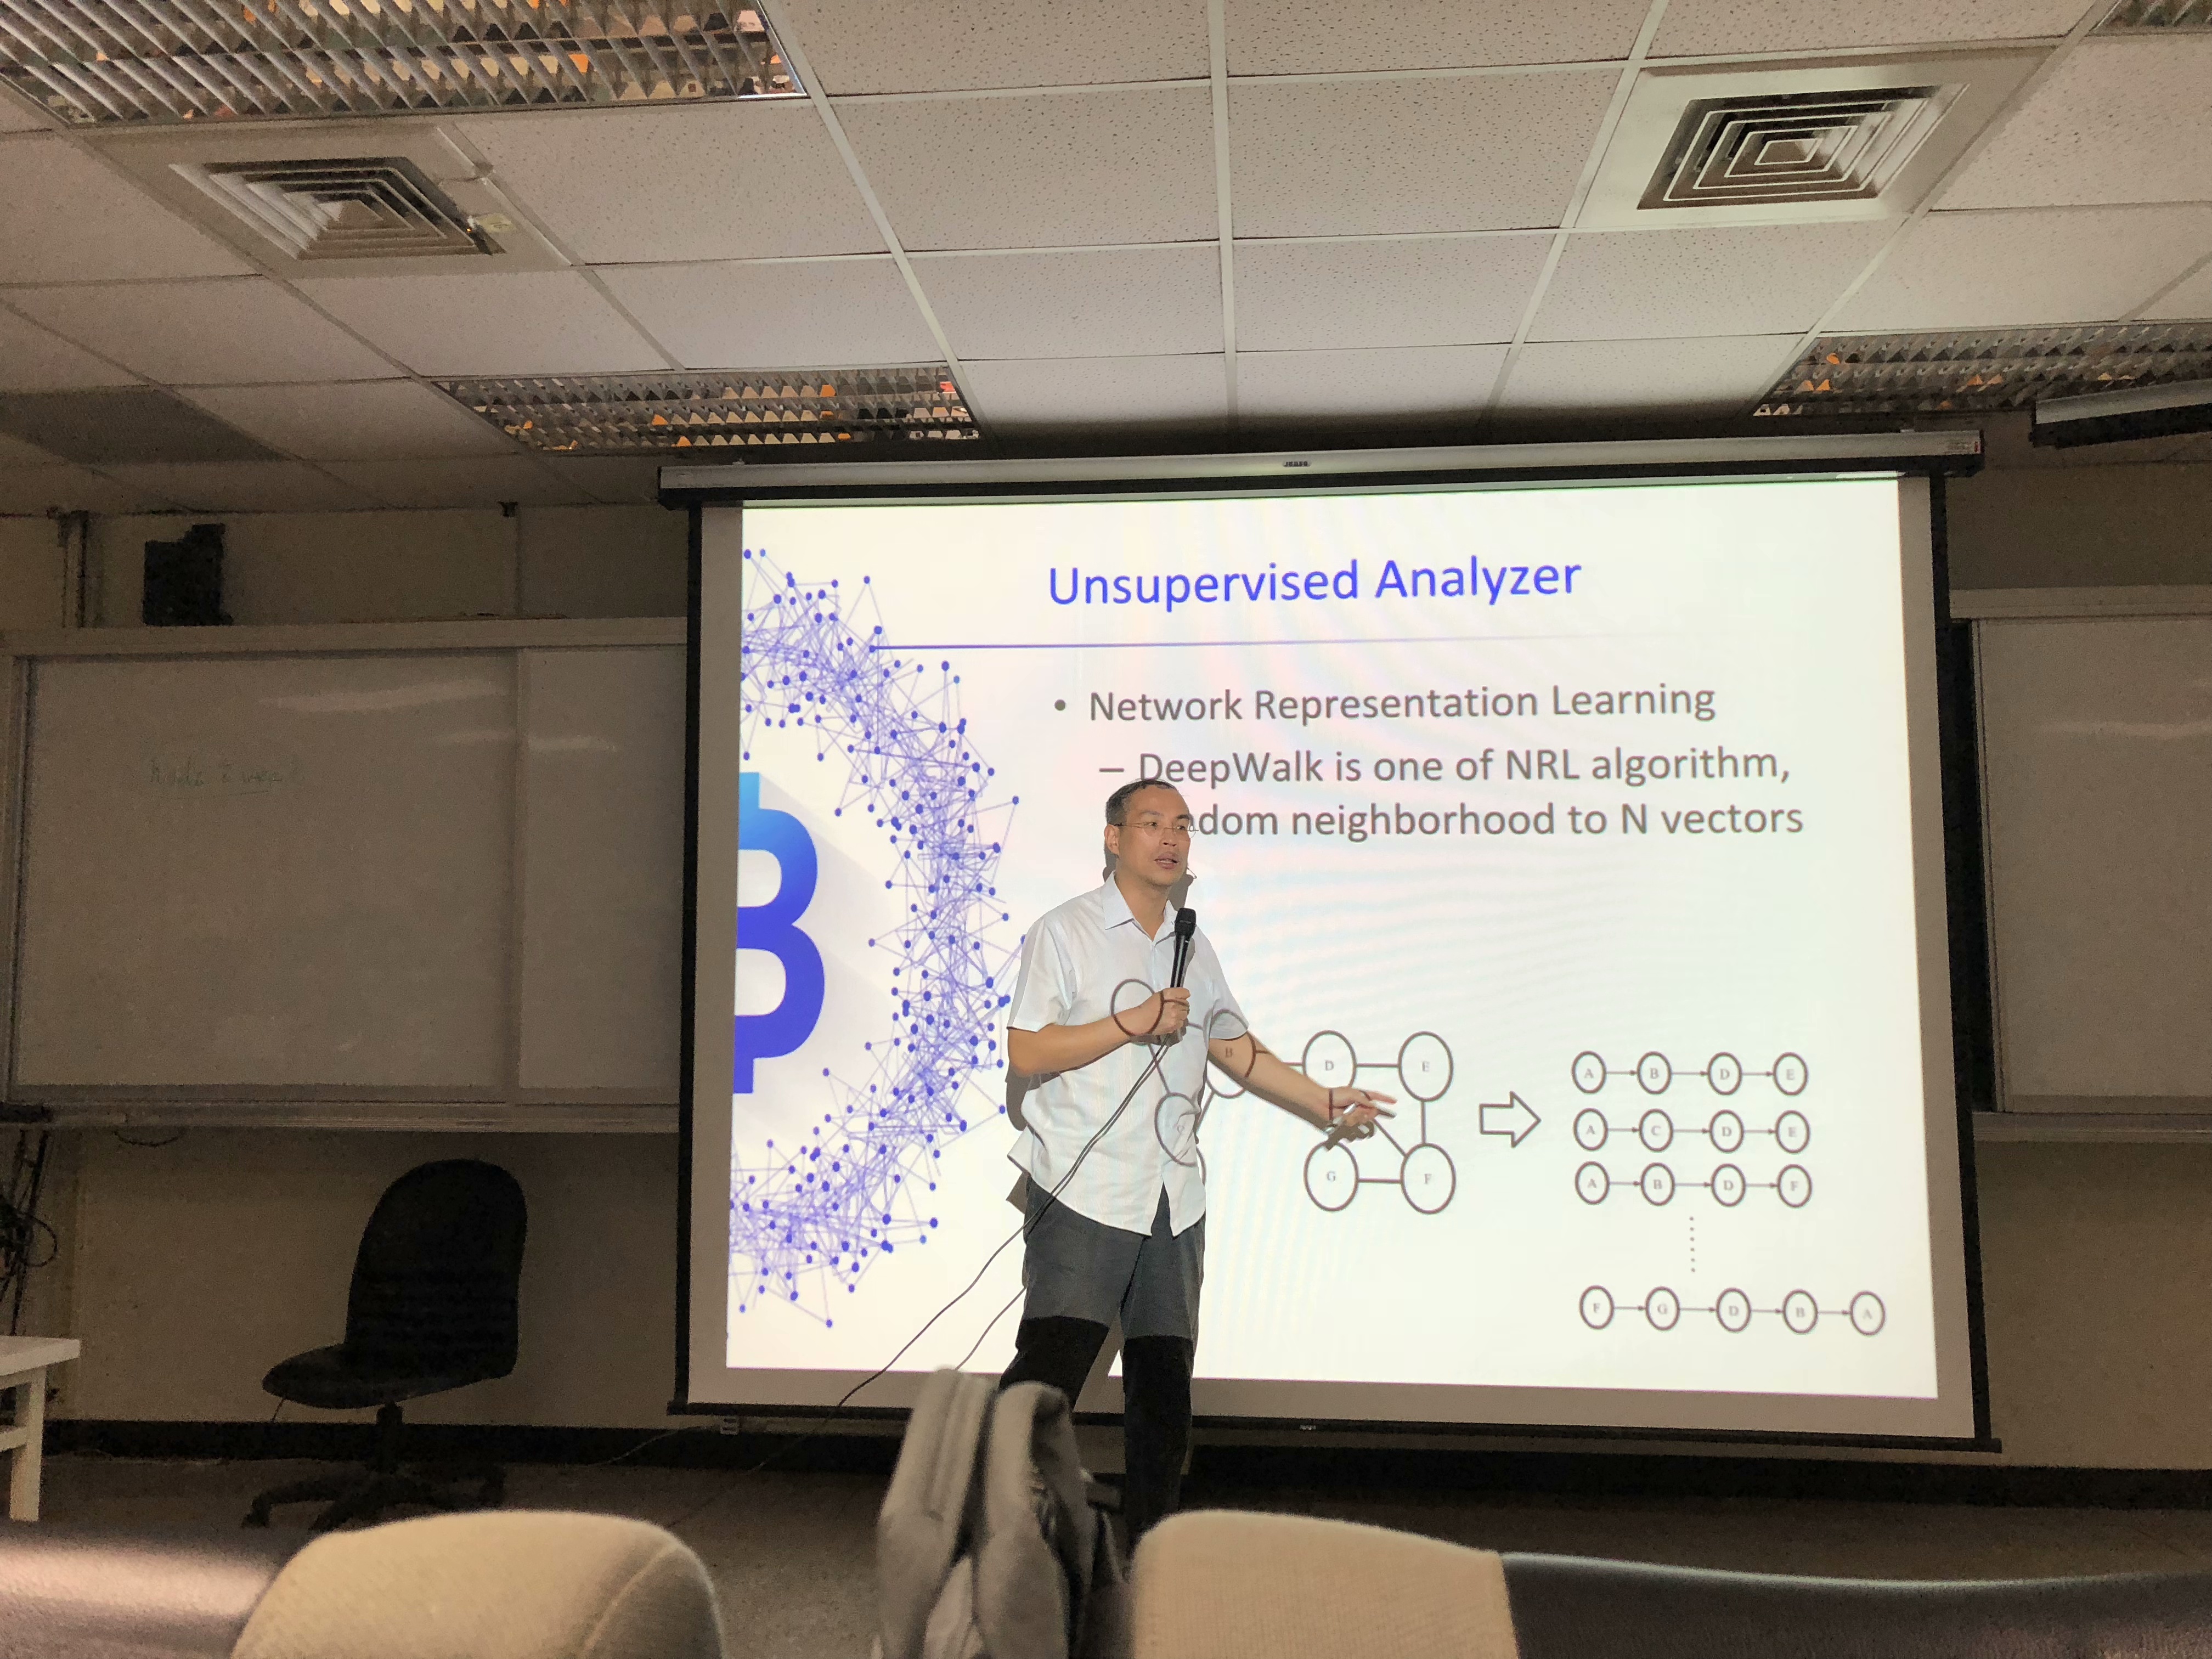 Unsupervised Analyzer
• Network Representation Learning
– DeepWalk is one of NRL algorithm,
dom neighborhood to N vectors
B D E
G F
A B D E
A C D E
A B D F
F G D B A